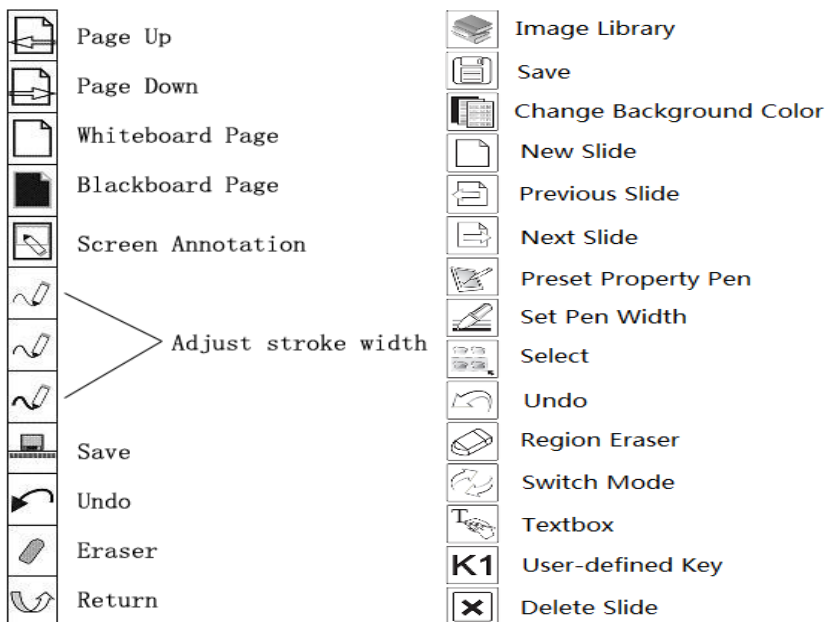 Page Up
Page Down
Whiteboard Page
Blackboard Page
Screen Annotation
Adjust stroke width
Save
Undo
Eraser
Return
Image Library
Save
Change Background Color
New Slide
Previous Slide
Next Slide
Preset Property Pen
Set Pen Width
Select
Undo
Region Eraser
Switch Mode
T
Textbox
K1
User-defined Key
Delete Slide